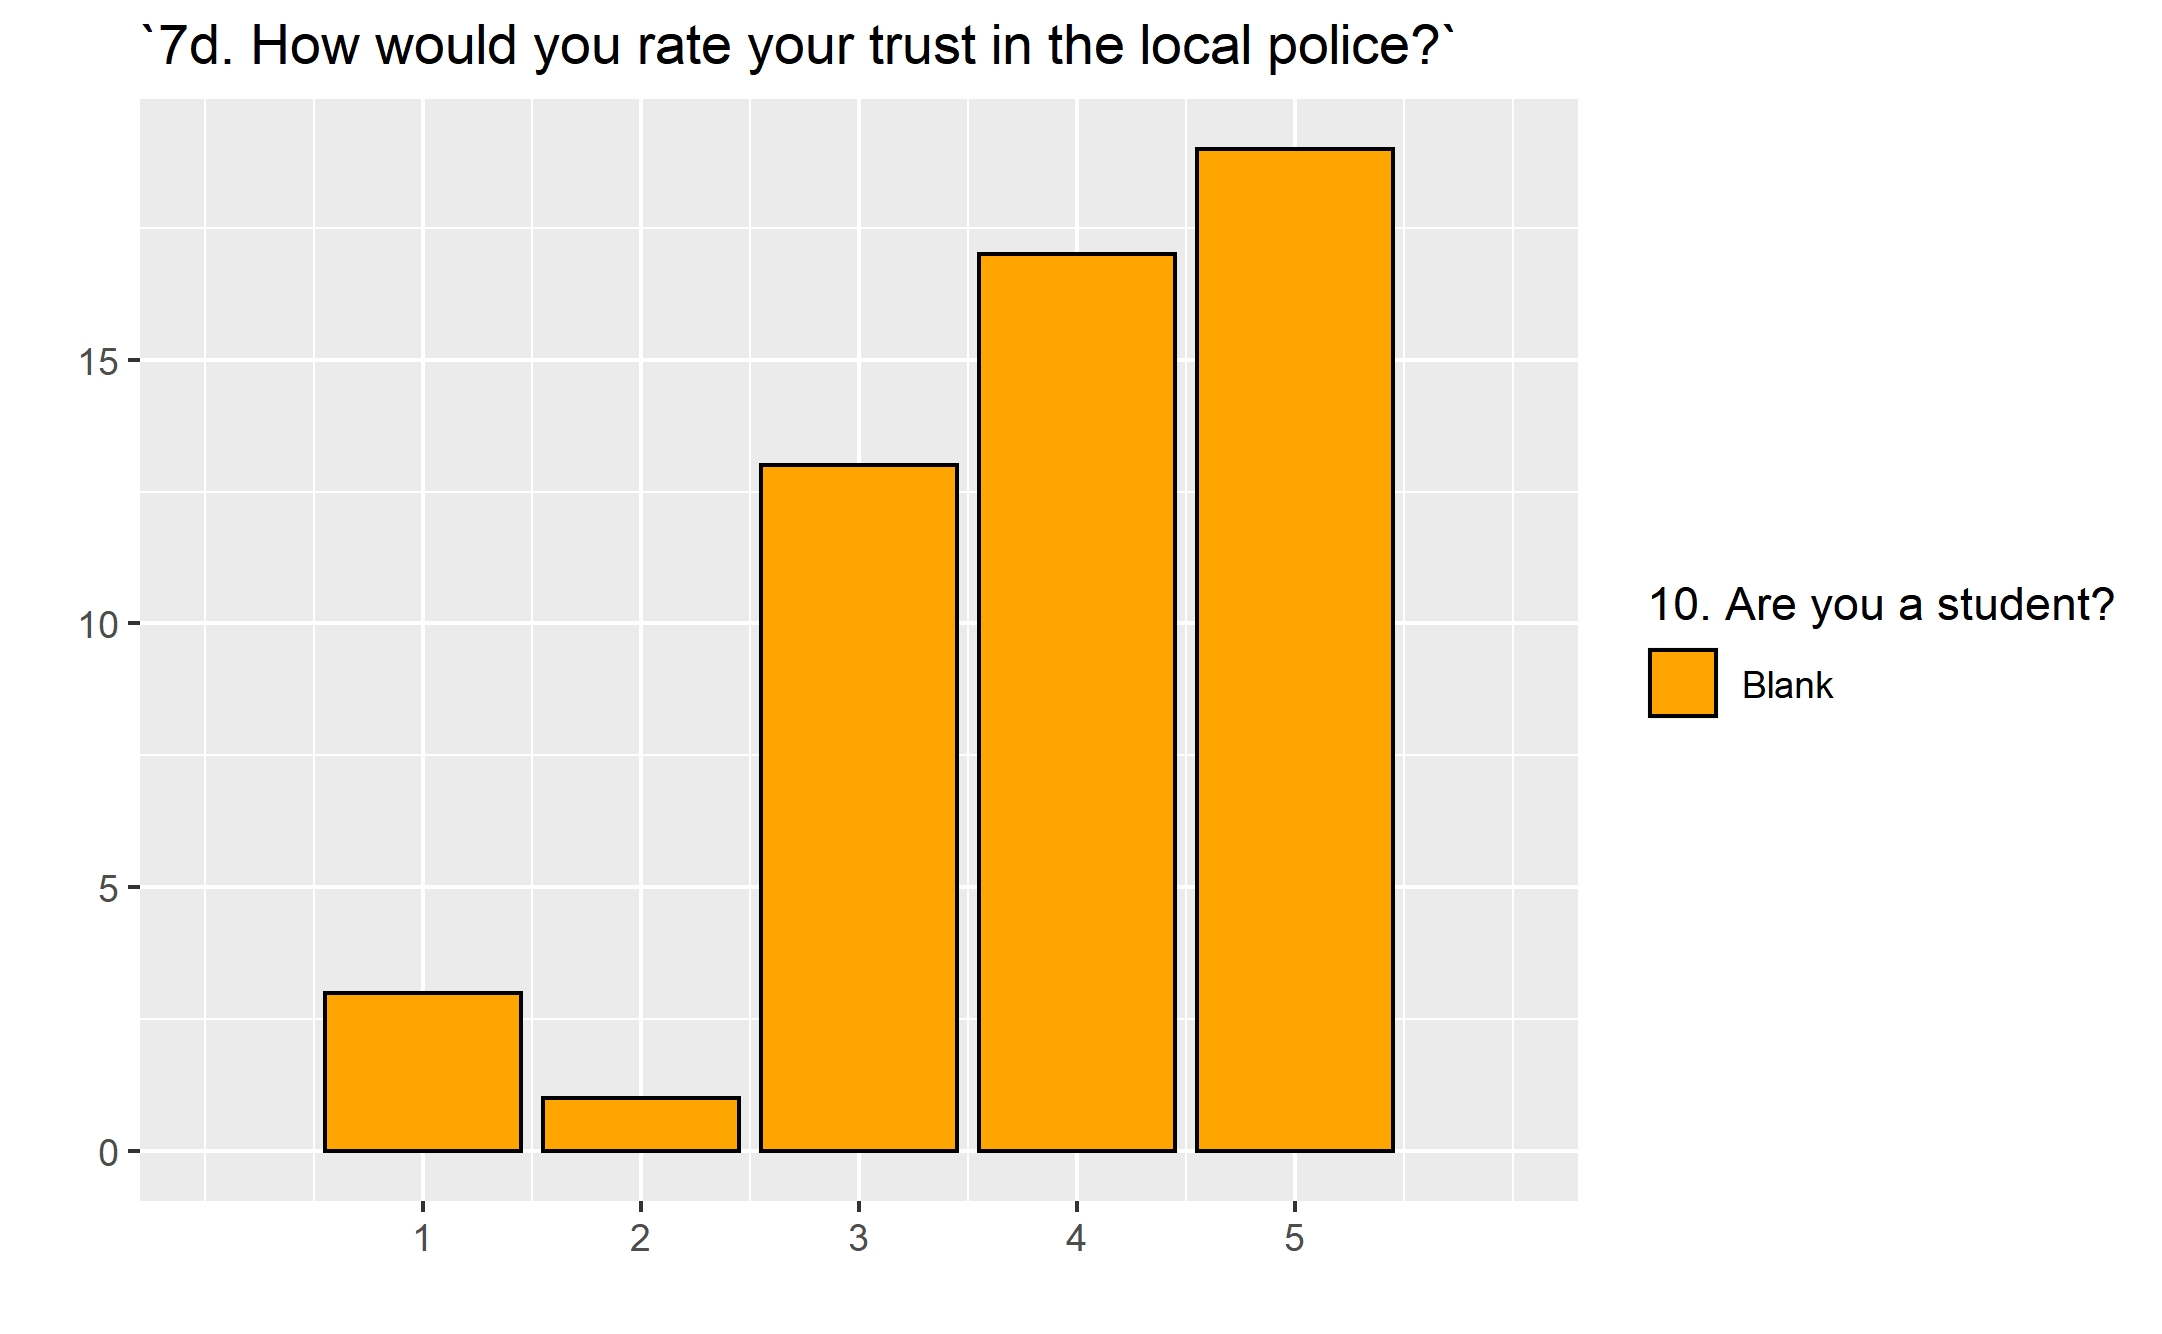 `7d. How would you rate your trust in the local police?`
15
10
5
0
1 2 3 4 5
10. Are you a student?
Blank